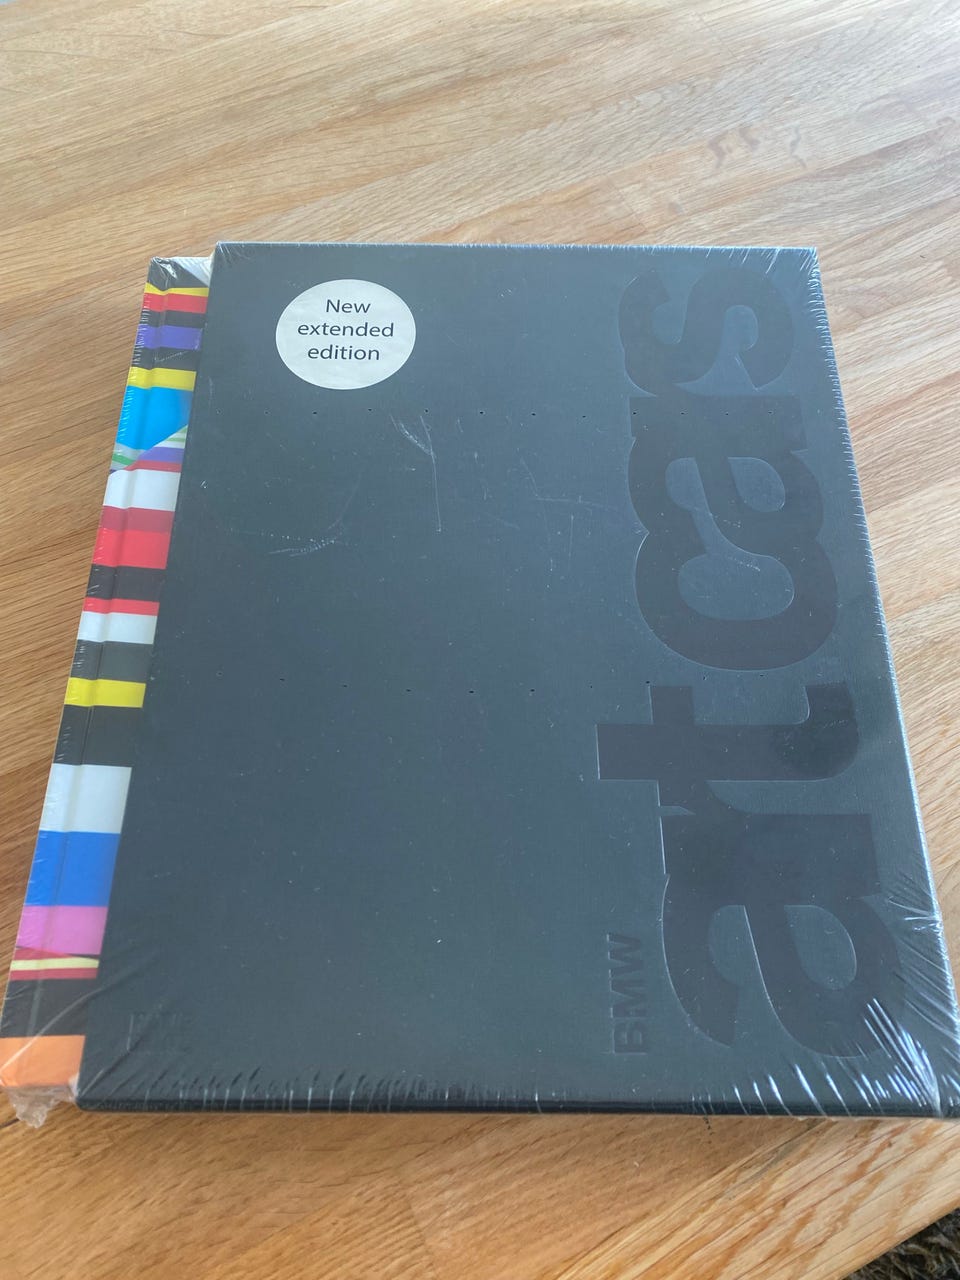 New
extended
edition
BMW
art cars